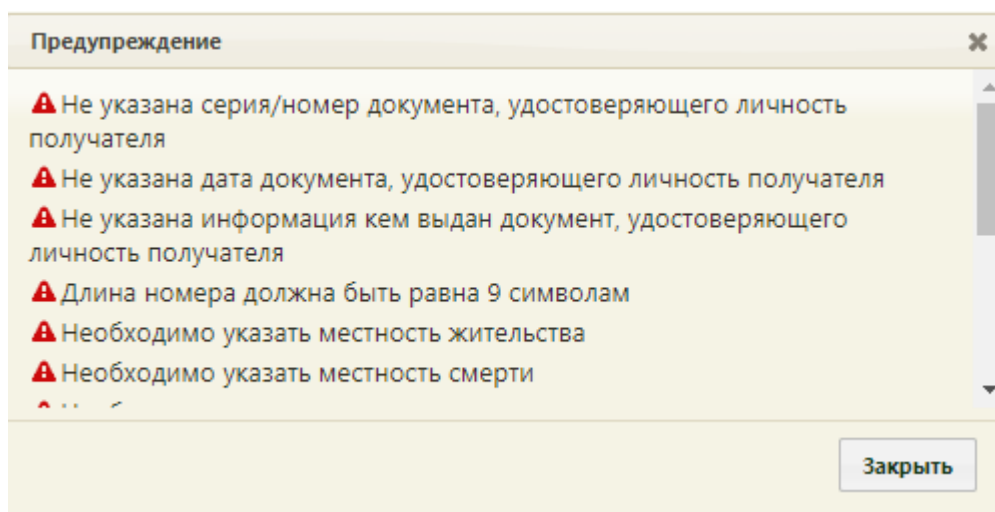 Предупреждение
Не указана серия/номер документа, удостоверяющего личность
получателя
Не указана дата документа, удостоверяющего личность получателя
Не указана информация кем выдан документ, удостоверяющего
личность получателя
Длина номера должна быть равна 9 символам
Необходимо указать местность жительства
Необходимо указать местность смерти
Закрыть